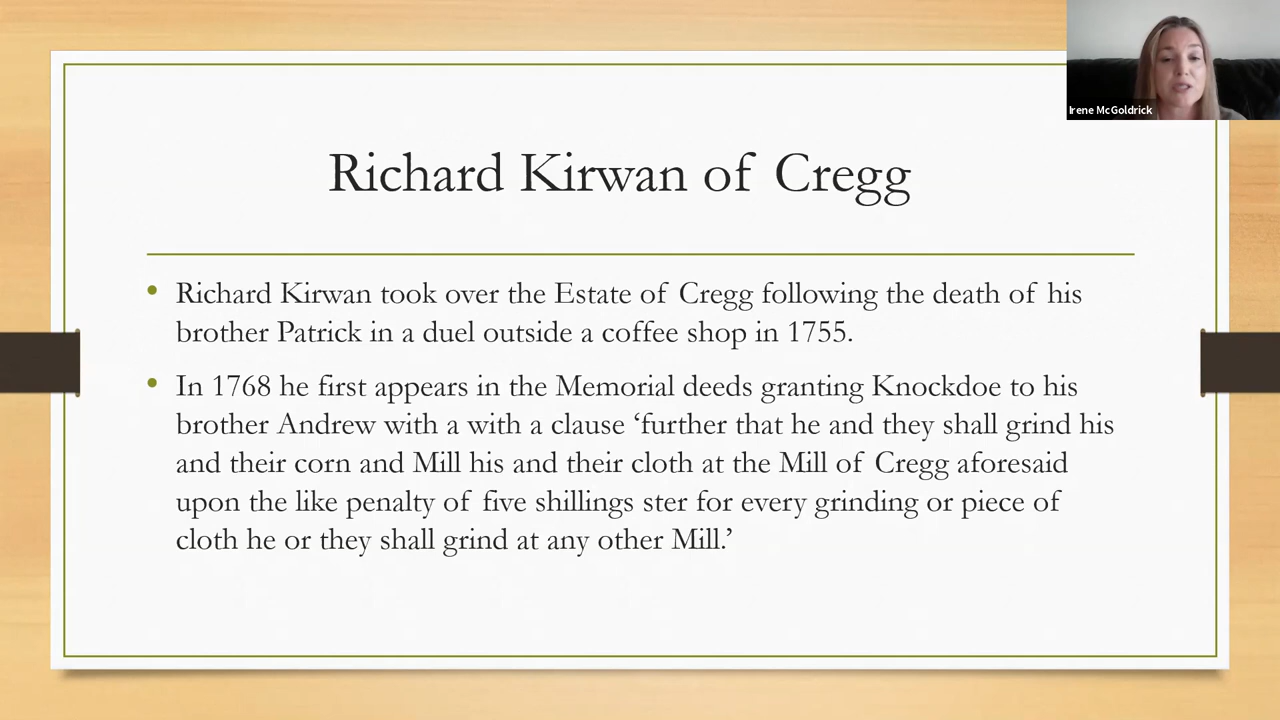 Irene McGoldrick
Richard Kirwan of Cregg
• Richard Kirwan took over the Estate of Cregg following the death of his
brother Patrick in a duel outside a coffee shop in 1755.
• In 1768 he first appears in the Memorial deeds granting Knockdoe to his
brother Andrew with a with a clause ‘further that he and they shall grind his
and their corn and Mill his and their cloth at the Mill of Cregg aforesaid
upon the like penalty of five shillings ster for every grinding or piece of
cloth he or they shall grind at any other Mill.’